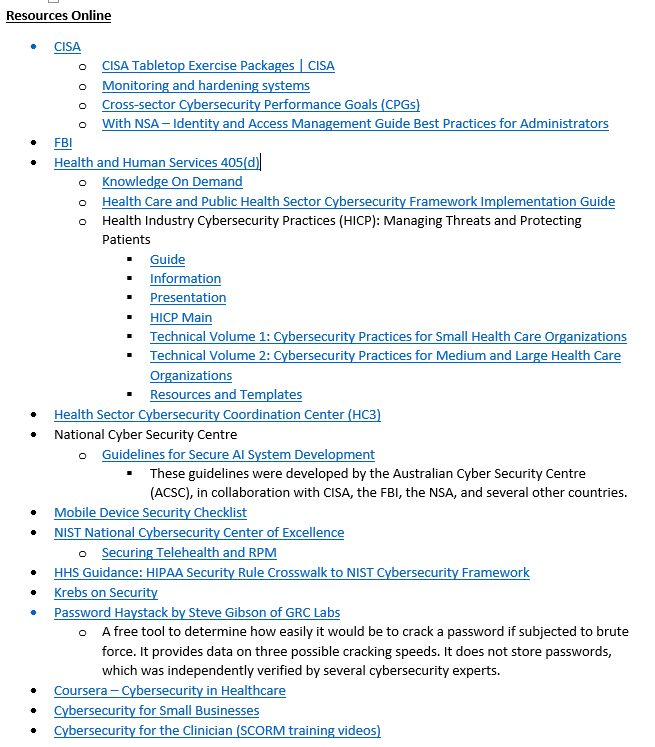 Resources Online
• CISA
o CISA Tabletop Exercise Packages | CISA
o Monitoring and hardening systems
o Cross-sector Cybersecurity Performance Goals (CPGs)
o With NSA – Identity and Access Management Guide Best Practices for Administrators
• FBI
• Health and Human Services 405(d)
o Knowledge On Demand
o Health Care and Public Health Sector Cybersecurity Framework Implementation Guide
o Health Industry Cybersecurity Practices (HICP): Managing Threats and Protecting
Patients
▪ Guide
▪ Information
▪ Presentation
▪ HICP Main
▪ Technical Volume 1: Cybersecurity Practices for Small Health Care Organizations
▪ Technical Volume 2: Cybersecurity Practices for Medium and Large Health Care
Organizations
▪ Resources and Templates
• Health Sector Cybersecurity Coordination Center (HC3)
• National Cyber Security Centre
o Guidelines for Secure AI System Development
▪ These guidelines were developed by the Australian Cyber Security Centre
(ACSC), in collaboration with CISA, the FBI, the NSA, and several other countries.
• Mobile Device Security Checklist
• NIST National Cybersecurity Center of Excellence
o Securing Telehealth and RPM
• HHS Guidance: HIPAA Security Rule Crosswalk to NIST Cybersecurity Framework
• Krebs on Security
• Password Haystack by Steve Gibson of GRC Labs
o A free tool to determine how easily it would be to crack a password if subjected to brute
force. It provides data on three possible cracking speeds. It does not store passwords,
which was independently verified by several cybersecurity experts.
• Coursera – Cybersecurity in Healthcare
• Cybersecurity for Small Businesses
• Cybersecurity for the Clinician (SCORM training videos)